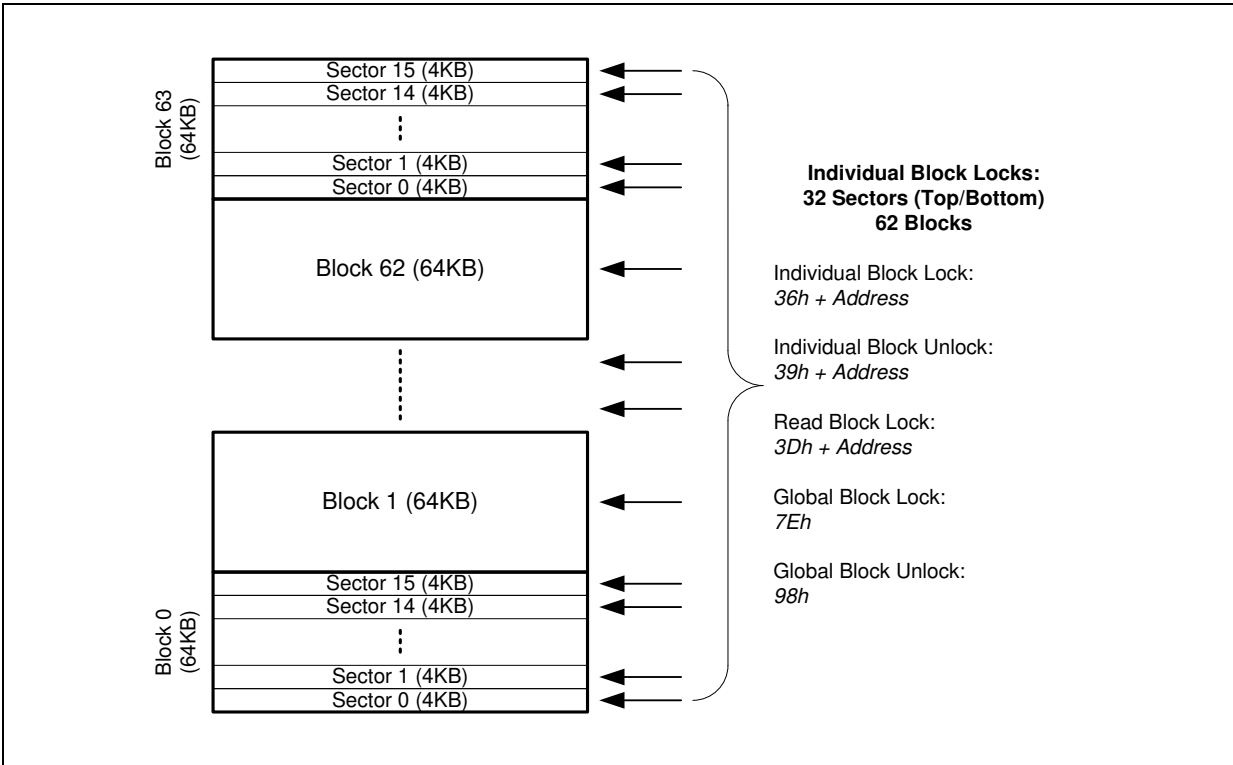 Block 63
(64KB)
Sector 15 (4KB)
Sector 14 (4KB)
Sector 1 (4KB)
Sector 0 (4KB)
Block 62 (64KB)
Block 1 (64KB)
Block 0
(64KB)
Sector 15 (4KB)
Sector 14 (4KB)
Sector 1 (4KB)
Sector 0 (4KB)
Individual Block Locks:
32 Sectors (Top/Bottom)
62 Blocks
Individual Block Lock:
36h + Address
Individual Block Unlock:
39h + Address
Read Block Lock:
3Dh + Address
Global Block Lock:
7Eh
Global Block Unlock:
98h